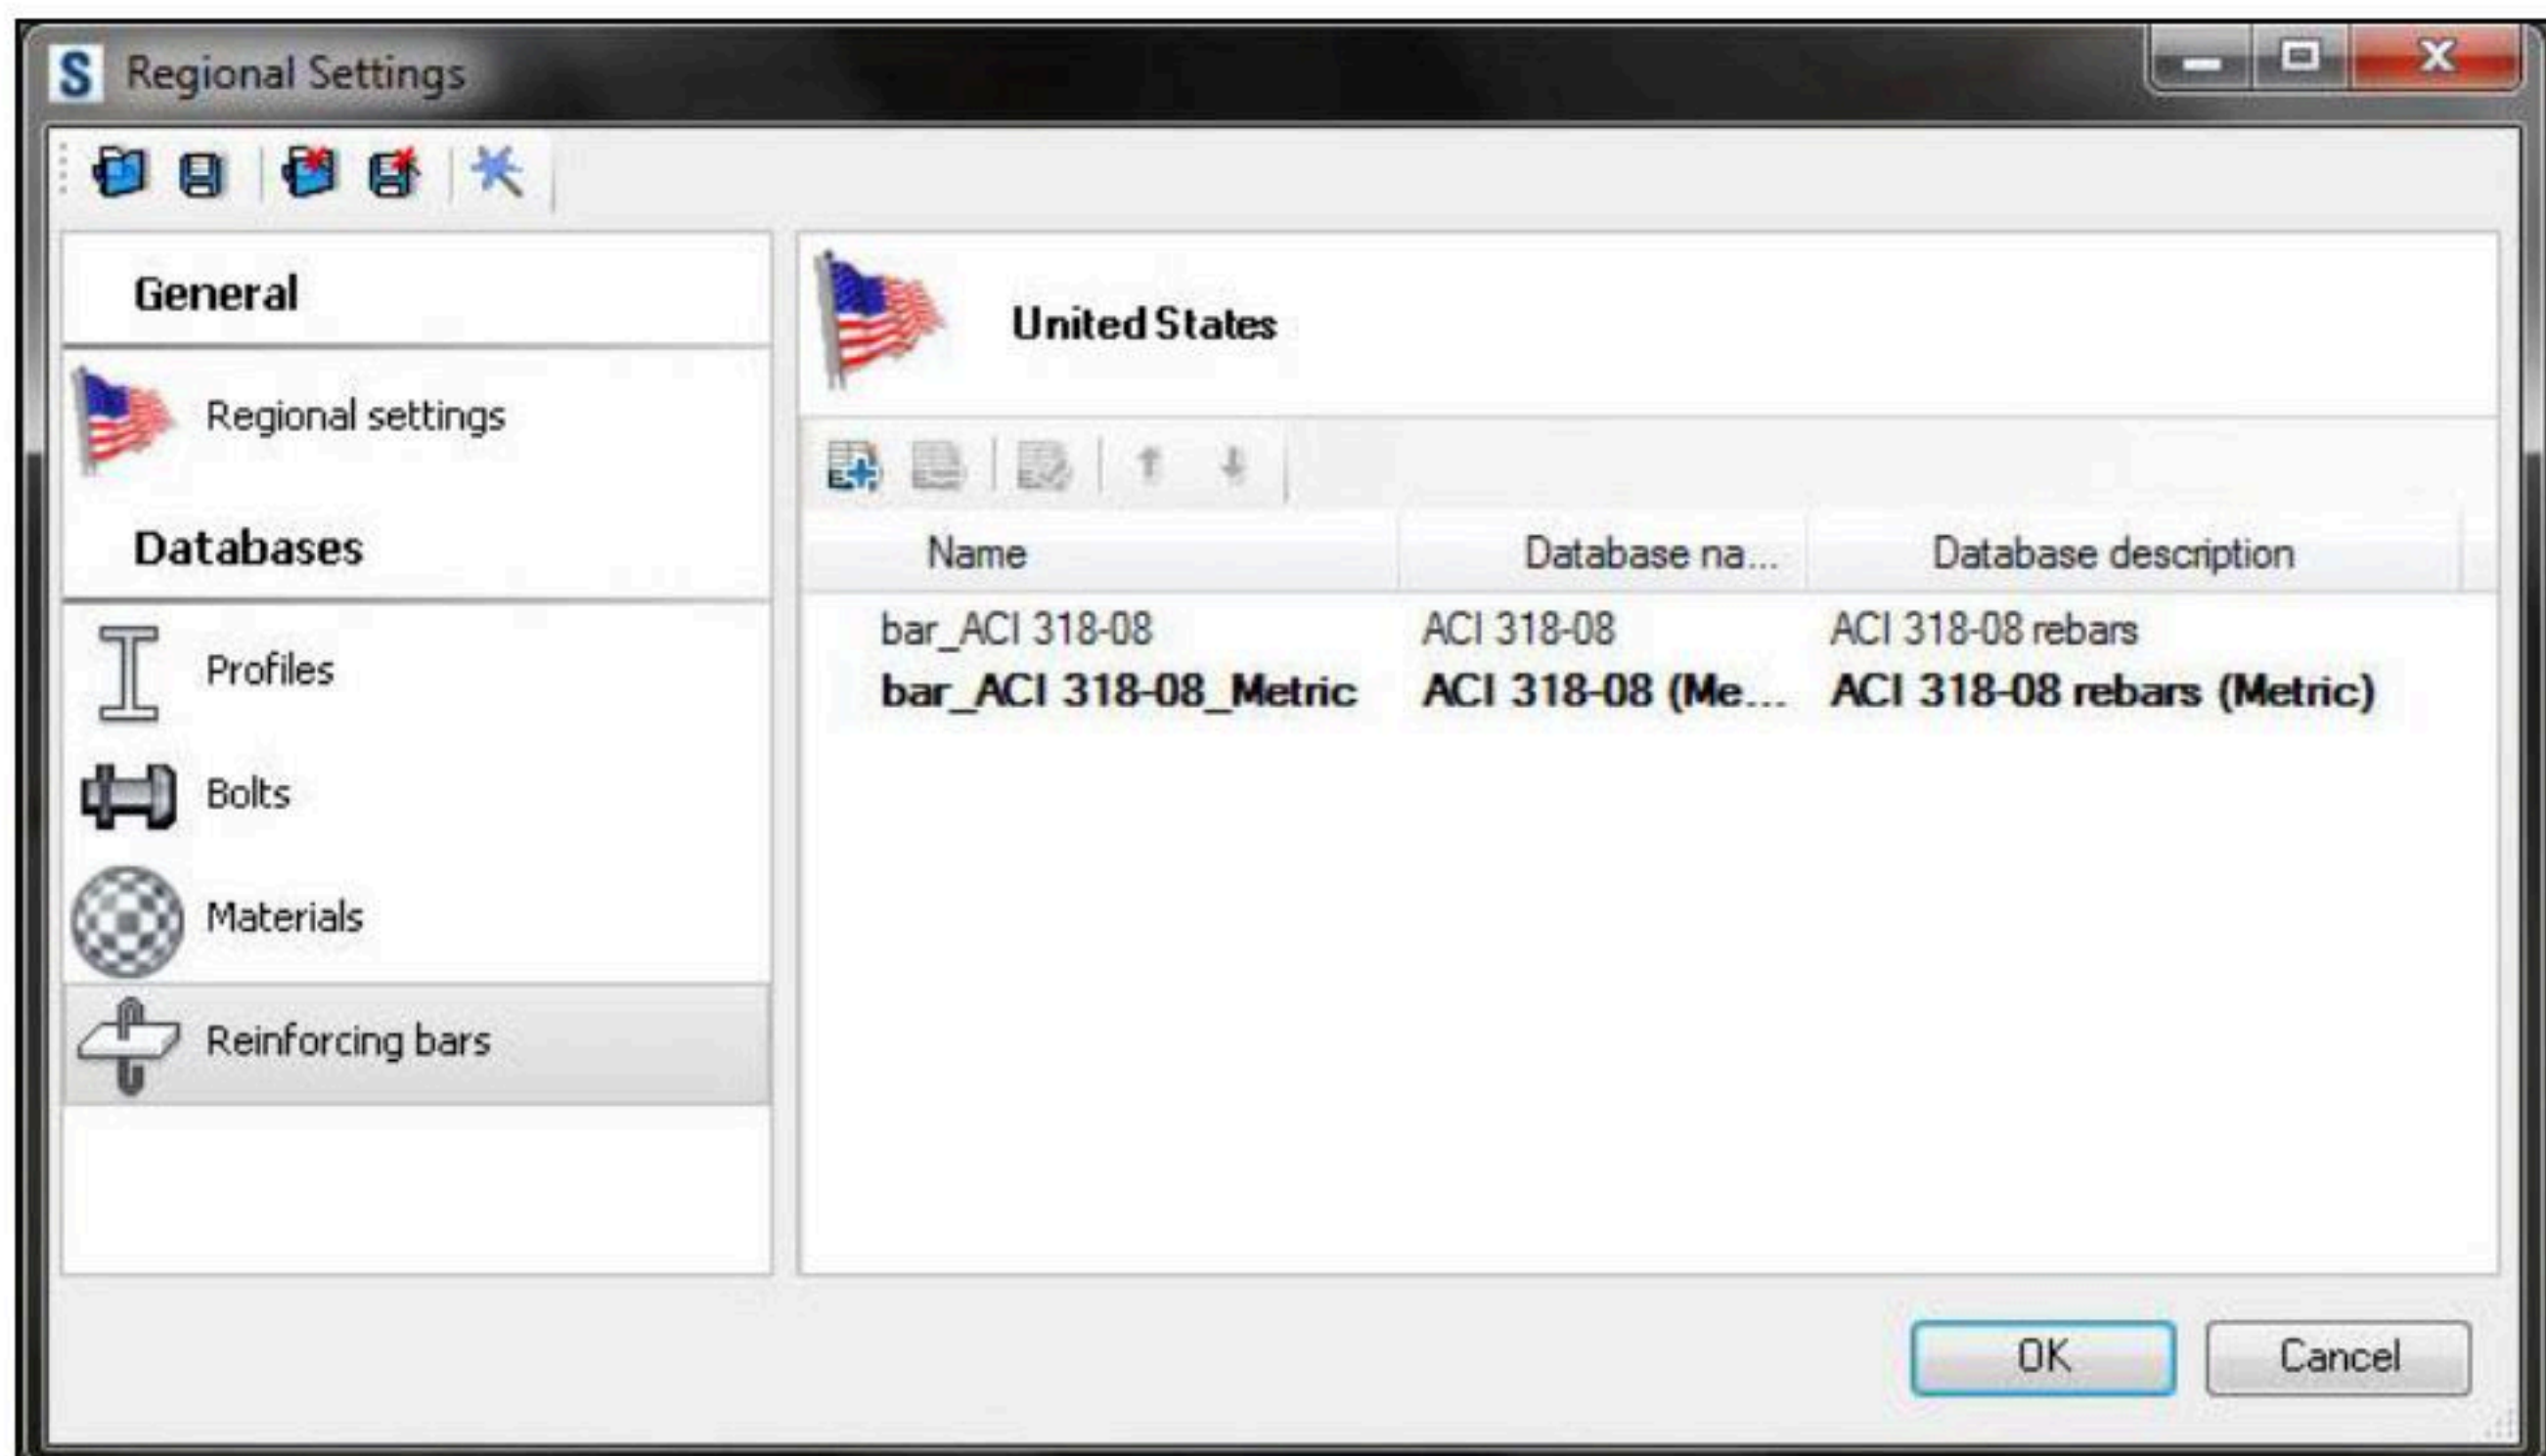 S Regional Settings
General
Regional settings
Databases
Profiles
Bolts
Materials
Reinforcing bars
United States
Name Database na... Database description
bar_ACI 318-08 ACI 318-08 ACI 318-08 rebars
bar_ACI 318-08_Metric ACI 318-08 (Me... ACI 318-08 rebars (Metric)
OK Cancel